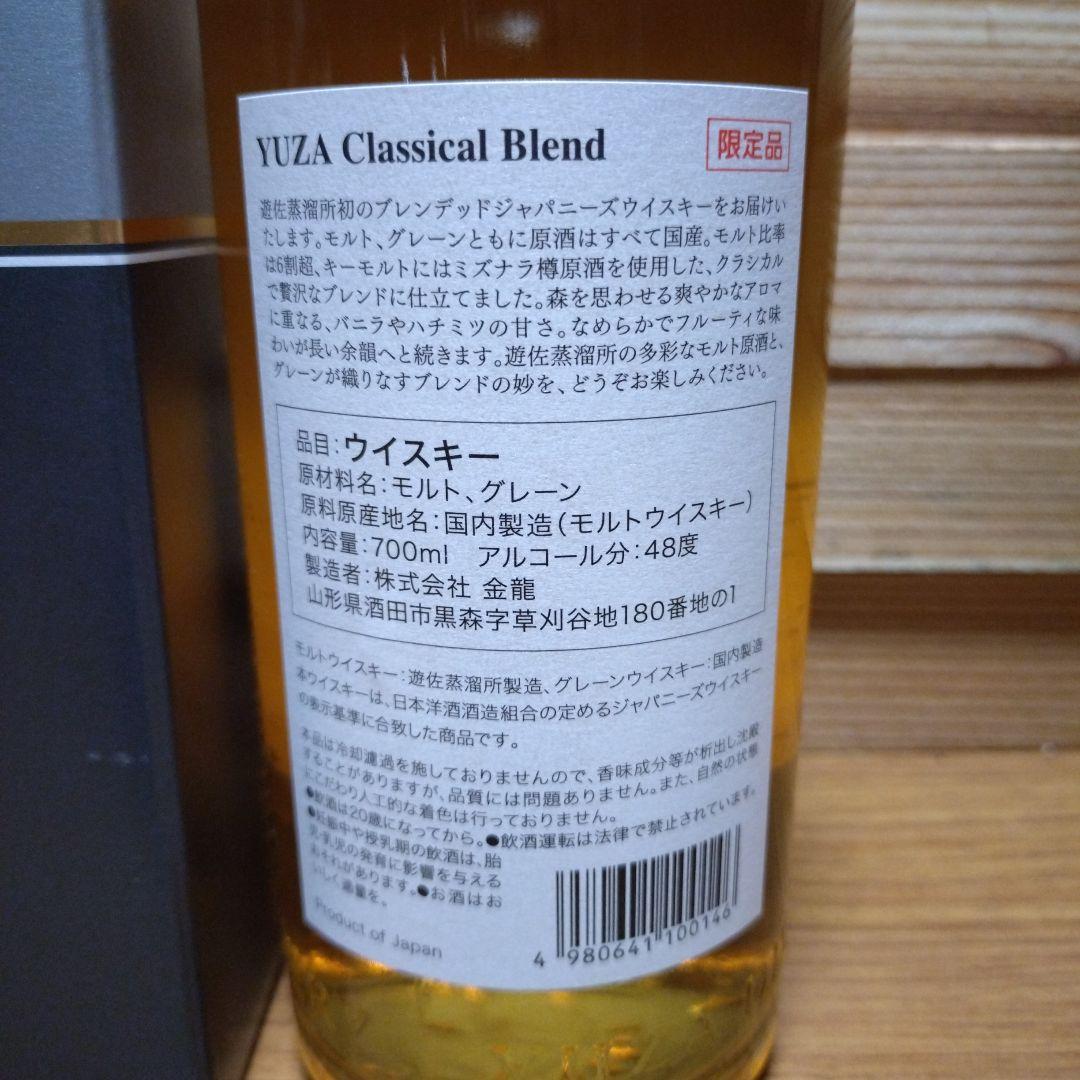 YUZA Classical Blend
限定品
遊佐蒸溜所初のブレンデッドジャパニーズウイスキーをお届けい
たします。モルト、グレーンともに原酒はすべて国産。モルト比率
は6割超、キーモルトにはミズナラ樽原酒を使用した、クラシカル
で贅沢なブレンドに仕立てました。森を思わせる爽やかなアロマ
に重なる、バニラやハチミツの甘さ。なめらかでフルーティな味
わいが長い余韻へと続きます。遊佐蒸溜所の多彩なモルト原酒と、
グレーンが織りなすブレンドの妙を、どうぞお楽しみください。
品目:ウイスキー
原材料名:モルト、グレーン
原料原産地名:国内製造(モルトウイスキー)
内容量:700ml アルコール分:48度
製造者:株式会社 金龍
山形県酒田市黒森字草刈谷地180番地の1
モルトウイスキー:遊佐蒸溜所製造、グレーンウイスキー:国内製造
本ウイスキーは、日本洋酒酒造組合の定めるジャパニーズウイスキー
の表示基準に合致した商品です。
本品は冷却濾過を施しておりませんので、香味成分等が析出し沈殿
することがありますが、品質には問題ありません。また、自然の状態
にこだわり人工的な着色は行っておりません。
●飲酒は20歳になってから。●飲酒運転は法律で禁止されています。
●妊娠中や授乳期の飲酒は、胎
児・乳児の発育に影響を与える
おそれがあります。●お酒はお
いしく適量を。
Product of Japan
4 980641 100146